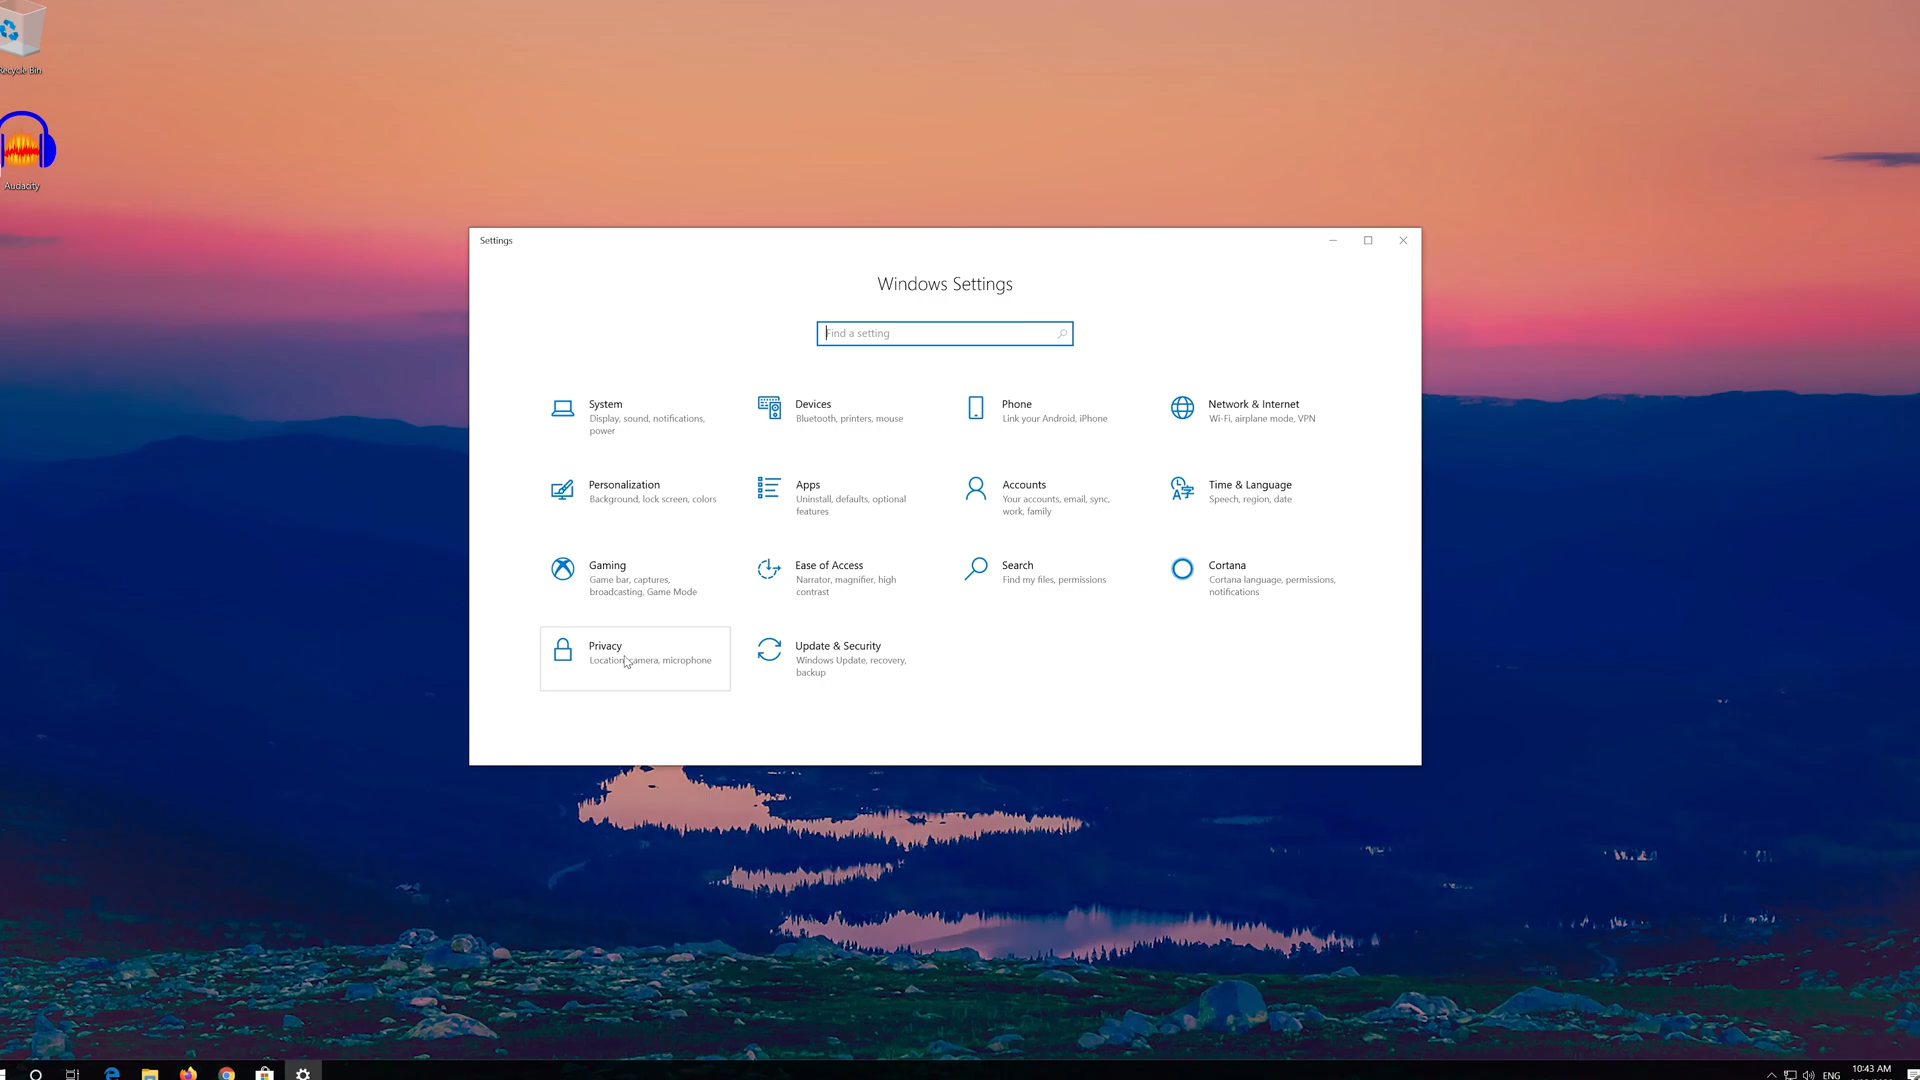 Recycle Bin
Audacity
Settings
Windows Settings
Find a setting
System
Display, sound, notifications,
power
Devices
Bluetooth, printers, mouse
Phone
Link your Android, iPhone
Network & Internet
Wi-Fi, airplane mode, VPN
Personalization
Background, lock screen, colors
Apps
Uninstall, defaults, optional
features
Accounts
Your accounts, email, sync,
work, family
Time & Language
Speech, region, date
Gaming
Game bar, captures,
broadcasting, Game Mode
Ease of Access
Narrator, magnifier, high
contrast
Search
Find my files, permissions
Cortana
Cortana language, permissions,
notifications
Privacy
Location, camera, microphone
Update & Security
Windows Update, recovery,
backup
ENG
10:43 AM